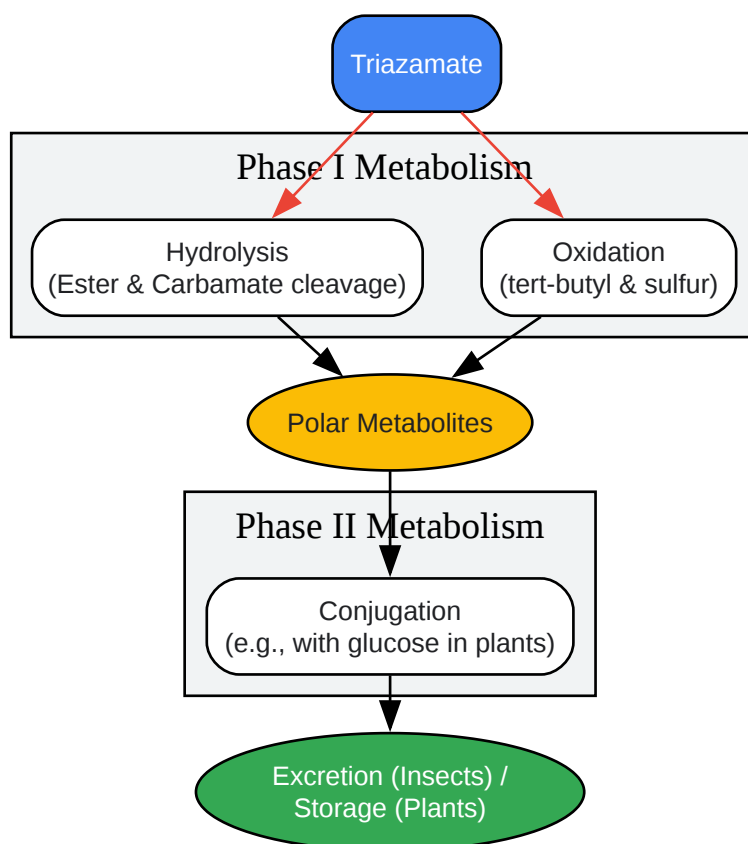 Triazamate
Phase I Metabolism
Hydrolysis
(Ester & Carbamate cleavage)
Oxidation
(tert-butyl & sulfur)
Polar Metabolites
Phase II Metabolism
Conjugation
(e.g., with glucose in plants)
Excretion (Insects) /
Storage (Plants)